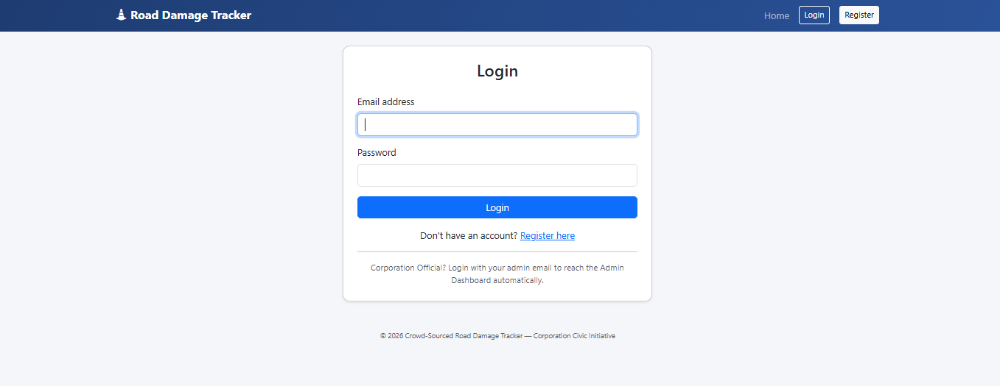 Road Damage Tracker
Home
Login
Register
Login
Email address
Password
Login
Don't have an account? Register here
Corporation Official? Login with your admin email to reach the Admin
Dashboard automatically.
© 2026 Crowd-Sourced Road Damage Tracker — Corporation Civic Initiative